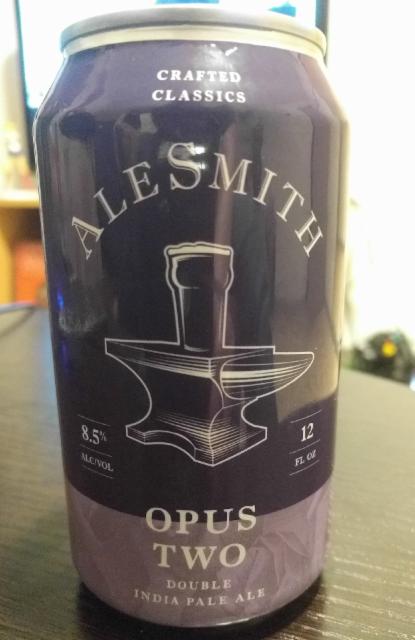 CRAFTED
CLASSICS
ALESMITH
8.5%
ALC/VOL
12
FL OZ
OPUS
TWO
DOUBLE
INDIA PALE ALE